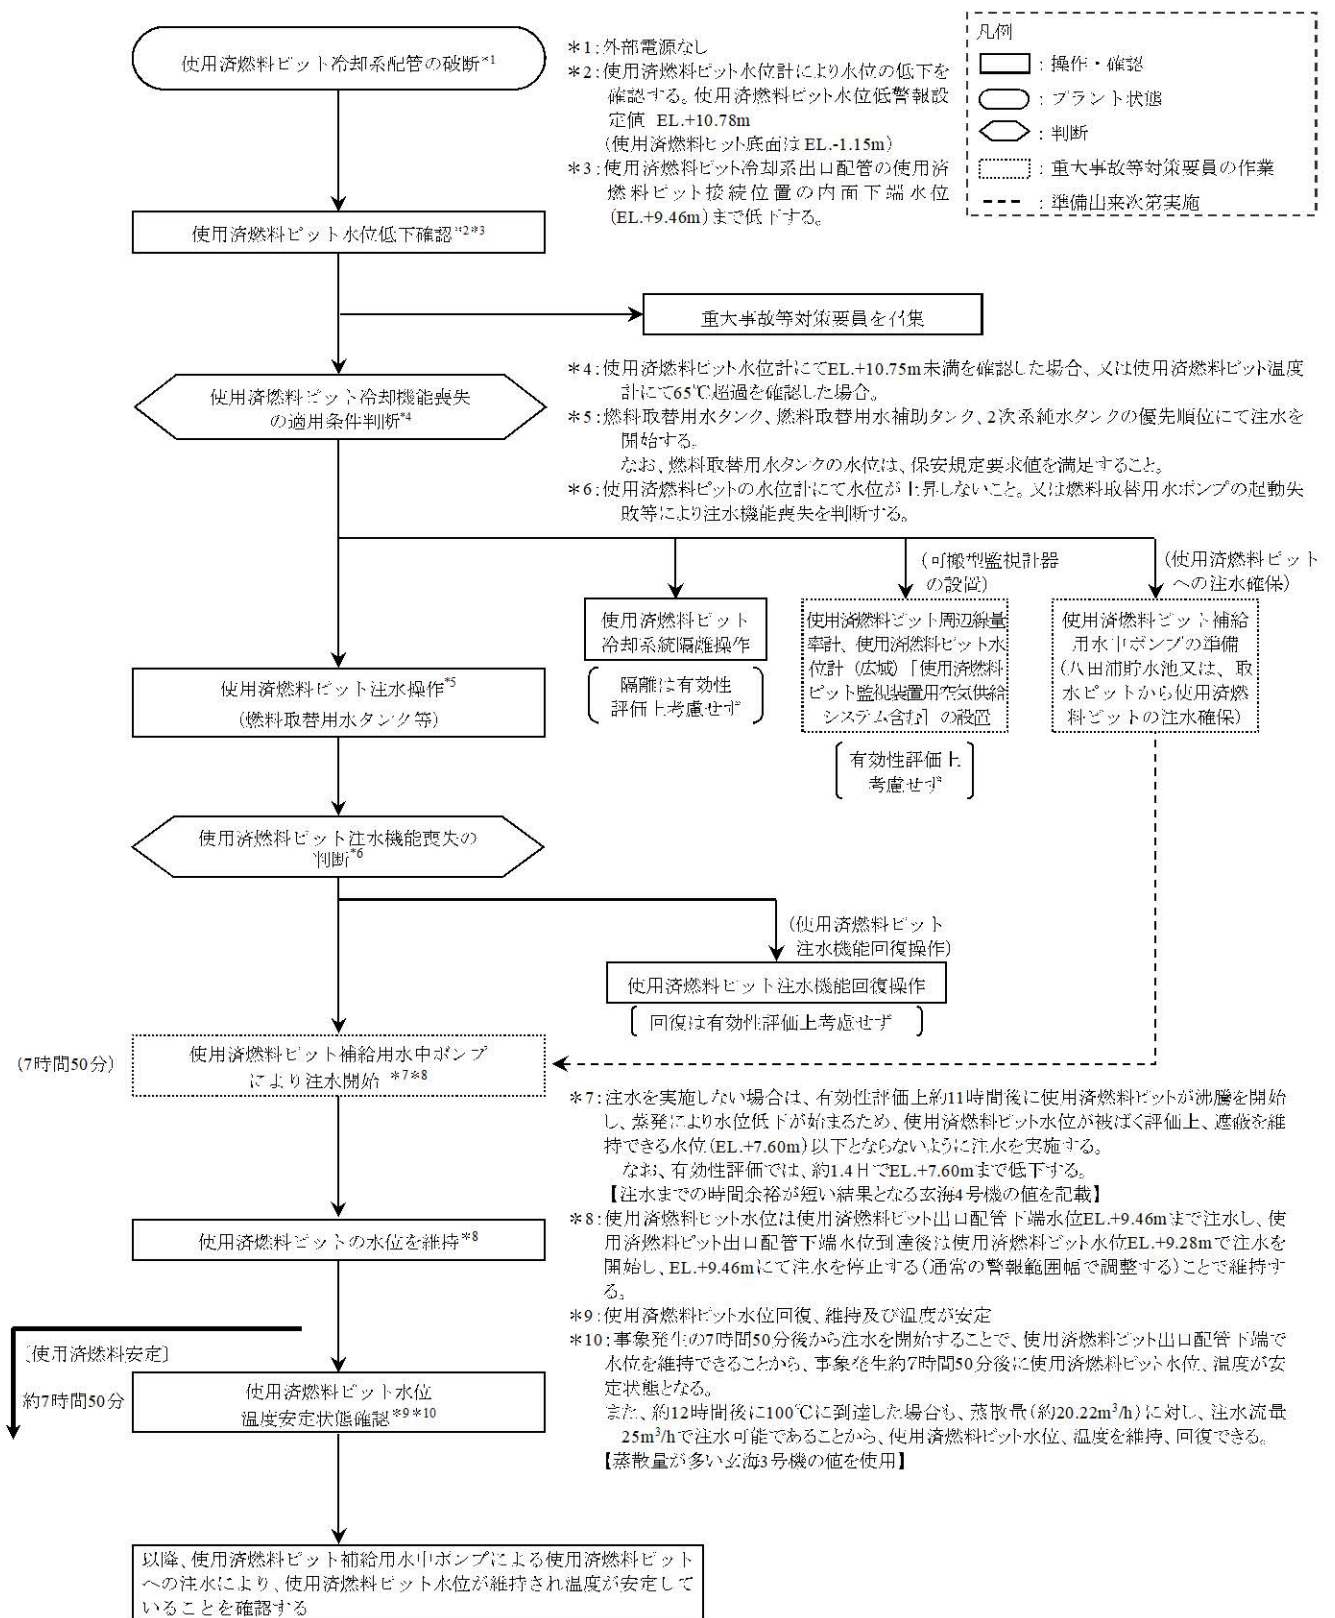 使用済燃料ピット冷却系配管の破断*1
*1:外部電源なし
*2:使用済燃料ピット水位計により水位の低下を
確認する。使用済燃料ピット水位低警報設
定値 EL.+10.78m
(使用済燃料ピット底面はEL.-1.15m)
*3:使用済燃料ピット冷却系出口配管の使用済
燃料ピット接続位置の内面下端水位
(EL.+9.46m)まで低下する。
凡例
:操作・確認
:プラント状態
:判断
:重大事故等対策要員の作業
:準備出来次第実施
使用済燃料ピット水位低下確認*2*3
重大事故等対策要員を召集
使用済燃料ピット冷却機能喪失
の適用条件判断*4
*4:使用済燃料ピット水位計にてEL.+10.75m未満を確認した場合、又は使用済燃料ピット温度
計にて65℃超過を確認した場合。
*5:燃料取替用水タンク、燃料取替用水補助タンク、2次系純水タンクの優先順位にて注水を
開始する。
なお、燃料取替用水タンクの水位は、保安規定要求値を満足すること。
*6:使用済燃料ピットの水位計にて水位が上昇しないこと。又は燃料取替用水ポンプの起動失
敗等により注水機能喪失を判断する。
使用済燃料ピット
冷却系統隔離操作
隔離は有効性
評価上考慮せず
(可搬型監視計器
の設置)
使用済燃料ピット周辺線量
率計、使用済燃料ピット水
位計(広域)「使用済燃料
ピット監視装置用空気供給
システム含む」の設置
有効性評価上
考慮せず
(使用済燃料ピット
への注水確保)
使用済燃料ピット補給
用水中ポンプの準備
(八田浦貯水池又は、取
水ピットから使用済燃
料ピットの注水確保)
使用済燃料ピット注水操作*5
(燃料取替用水タンク等)
使用済燃料ピット注水機能喪失の
判断*6
(使用済燃料ピット
注水機能回復操作)
使用済燃料ピット注水機能回復操作
回復は有効性評価上考慮せず
(7時間50分)
使用済燃料ピット補給用水中ポンプ
により注水開始 *7*8
*7:注水を実施しない場合は、有効性評価上約11時間後に使用済燃料ピットが沸騰を開始
し、蒸発により水位低下が始まるため、使用済燃料ピット水位が被ばく評価上、遮蔽を維
持できる水位(EL.+7.60m)以下とならないように注水を実施する。
なお、有効性評価では、約1.4日でEL.+7.60mまで低下する。
【注水までの時間余裕が短い結果となる玄海4号機の値を記載】
使用済燃料ピットの水位を維持*8
*8:使用済燃料ピット水位は使用済燃料ピット出口配管下端水位EL.+9.46mまで注水し、使
用済燃料ピット出口配管下端水位到達後は使用済燃料ピット水位EL.+9.28mで注水を
開始し、EL.+9.46mにて注水を停止する(通常の警報範囲幅で調整する)ことで維持す
る。
*9:使用済燃料ピット水位回復、維持及び温度が安定
*10:事象発生の7時間50分後から注水を開始することで、使用済燃料ピット出口配管下端で
水位を維持できることから、事象発生約7時間50分後に使用済燃料ピット水位、温度が安
定状態となる。
また、約12時間後に100℃に到達した場合も、蒸散量(約20.22m³/h)に対し、注水流量
25m³/hで注水可能であることから、使用済燃料ピット水位、温度を維持、回復できる。
【蒸散量が多い玄海3号機の値を使用】
〔使用済燃料安定〕
約7時間50分
使用済燃料ピット水位
温度安定状態確認*9*10
以降、使用済燃料ピット補給用水中ポンプによる使用済燃料ピット
への注水により、使用済燃料ピット水位が維持され温度が安定して
いることを確認する